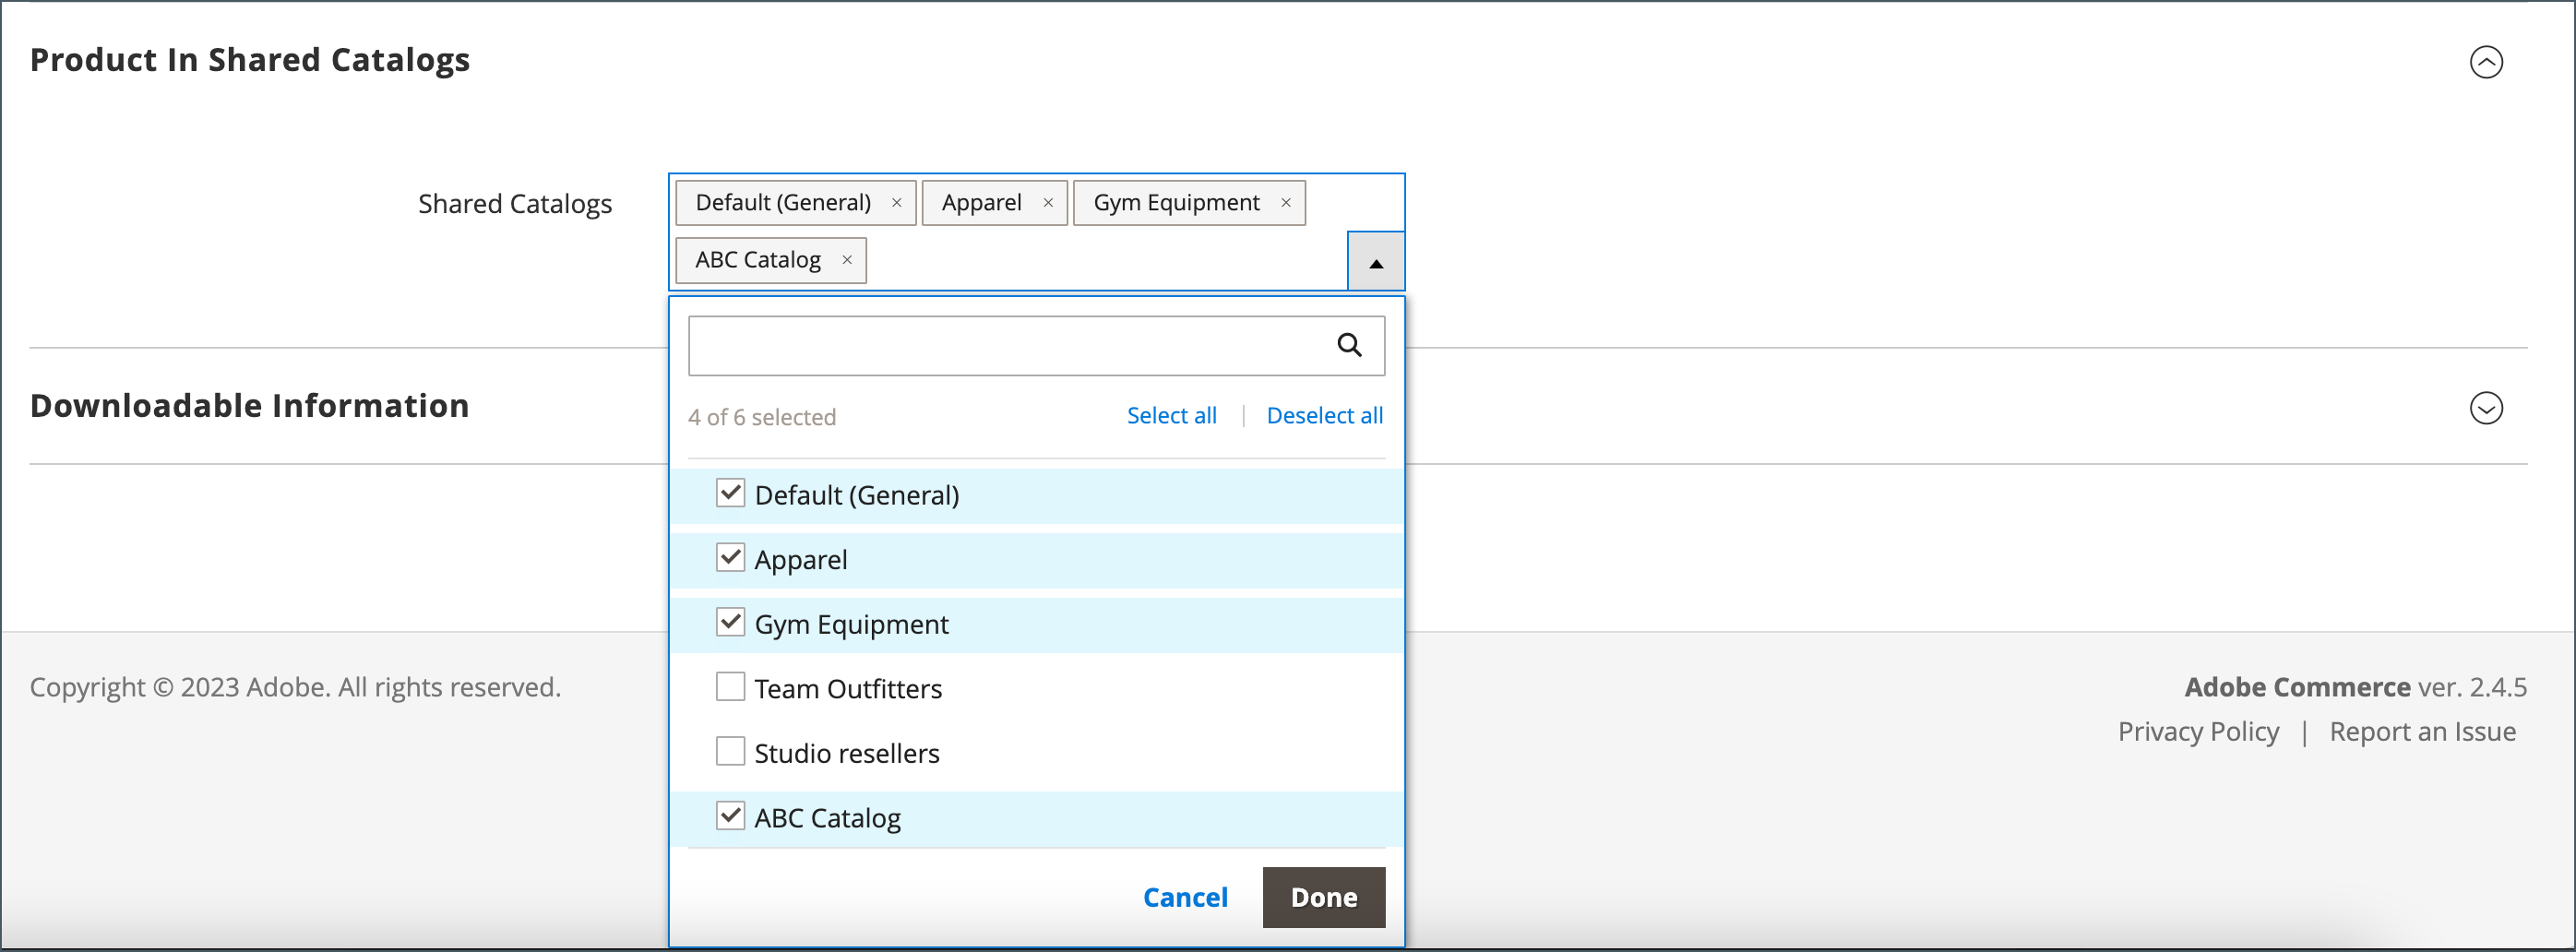 Product In Shared Catalogs
Shared Catalogs
Default (General) × Apparel × Gym Equipment ×
ABC Catalog ×
4 of 6 selected Select all | Deselect all
Downloadable Information
Default (General)
Apparel
Gym Equipment
Team Outfitters
Studio resellers
ABC Catalog
Cancel Done
Copyright © 2023 Adobe. All rights reserved.
Adobe Commerce ver. 2.4.5
Privacy Policy | Report an Issue